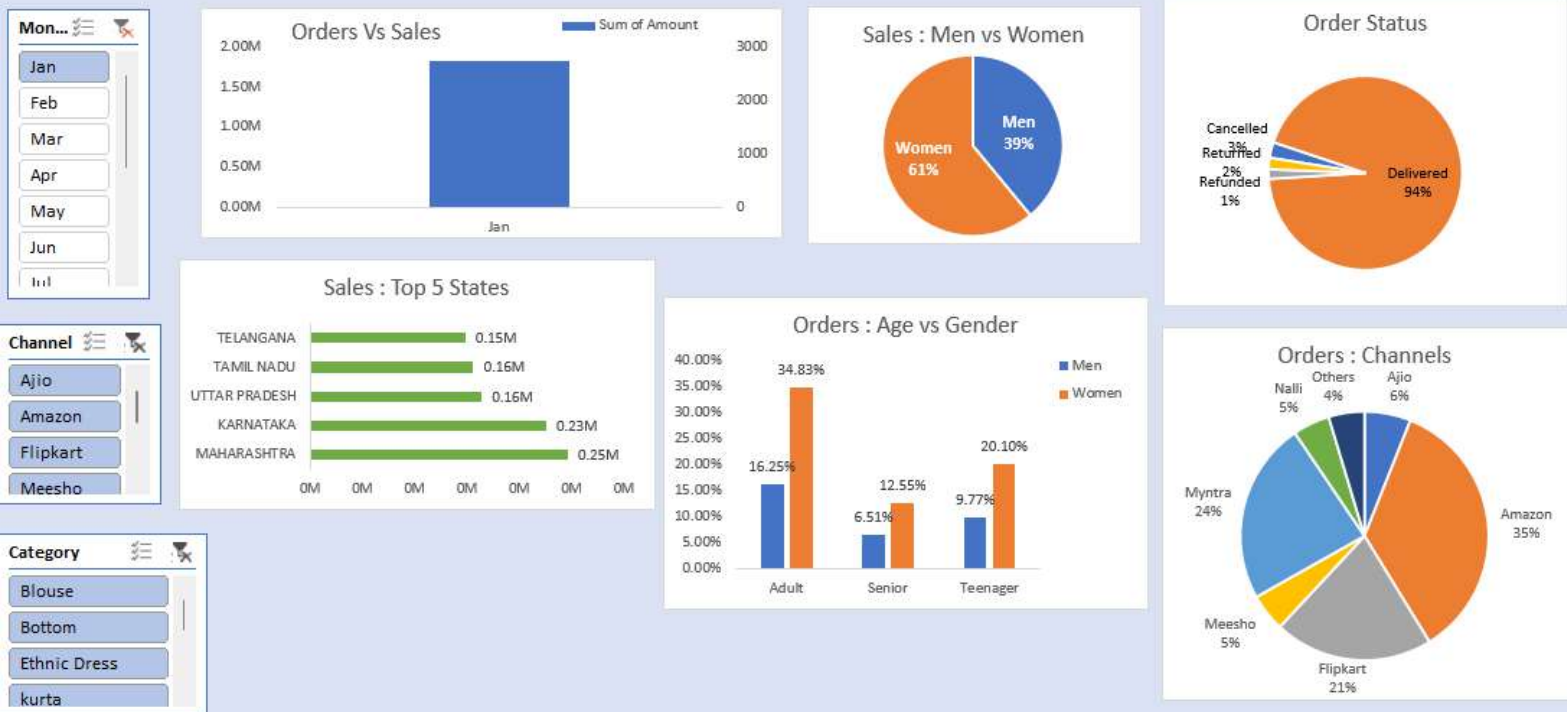 Mon...
Jan
Feb
Mar
Apr
May
Jun
Jul
Channel
Ajio
Amazon
Flipkart
Meesho
Category
Blouse
Bottom
Ethnic Dress
kurta
Orders Vs Sales
Sum of Amount
2.00M
1.50M
1.00M
0.50M
0.00M
3000
2000
1000
0
Jan
Sales : Men vs Women
Men
39%
Women
61%
Order Status
Cancelled
3%
Returned
2%
Refunded
1%
Delivered
94%
Sales : Top 5 States
TELANGANA 0.15M
TAMIL NADU 0.16M
UTTAR PRADESH 0.16M
KARNATAKA 0.23M
MAHARASHTRA 0.25M
0M 0M 0M 0M 0M 0M 0M
Orders : Age vs Gender
Men
Women
40.00%
35.00%
30.00%
25.00%
20.00%
15.00%
10.00%
5.00%
0.00%
16.25%
34.83%
6.51%
12.55%
9.77%
20.10%
Adult Senior Teenager
Orders : Channels
Ajio
6%
Amazon
35%
Flipkart
21%
Meesho
5%
Myntra
24%
Nalli
5%
Others
4%